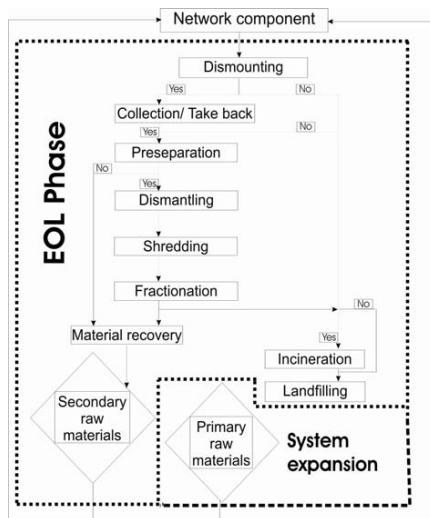 Network component
Dismounting
Yes
No
Collection/ Take back
Yes
No
Preseparation
No
Yes
Dismantling
Shredding
Fractionation
No
Material recovery
Yes
Incineration
Landfilling
Secondary
raw
materials
Primary
raw
materials
System
expansion
EOL Phase